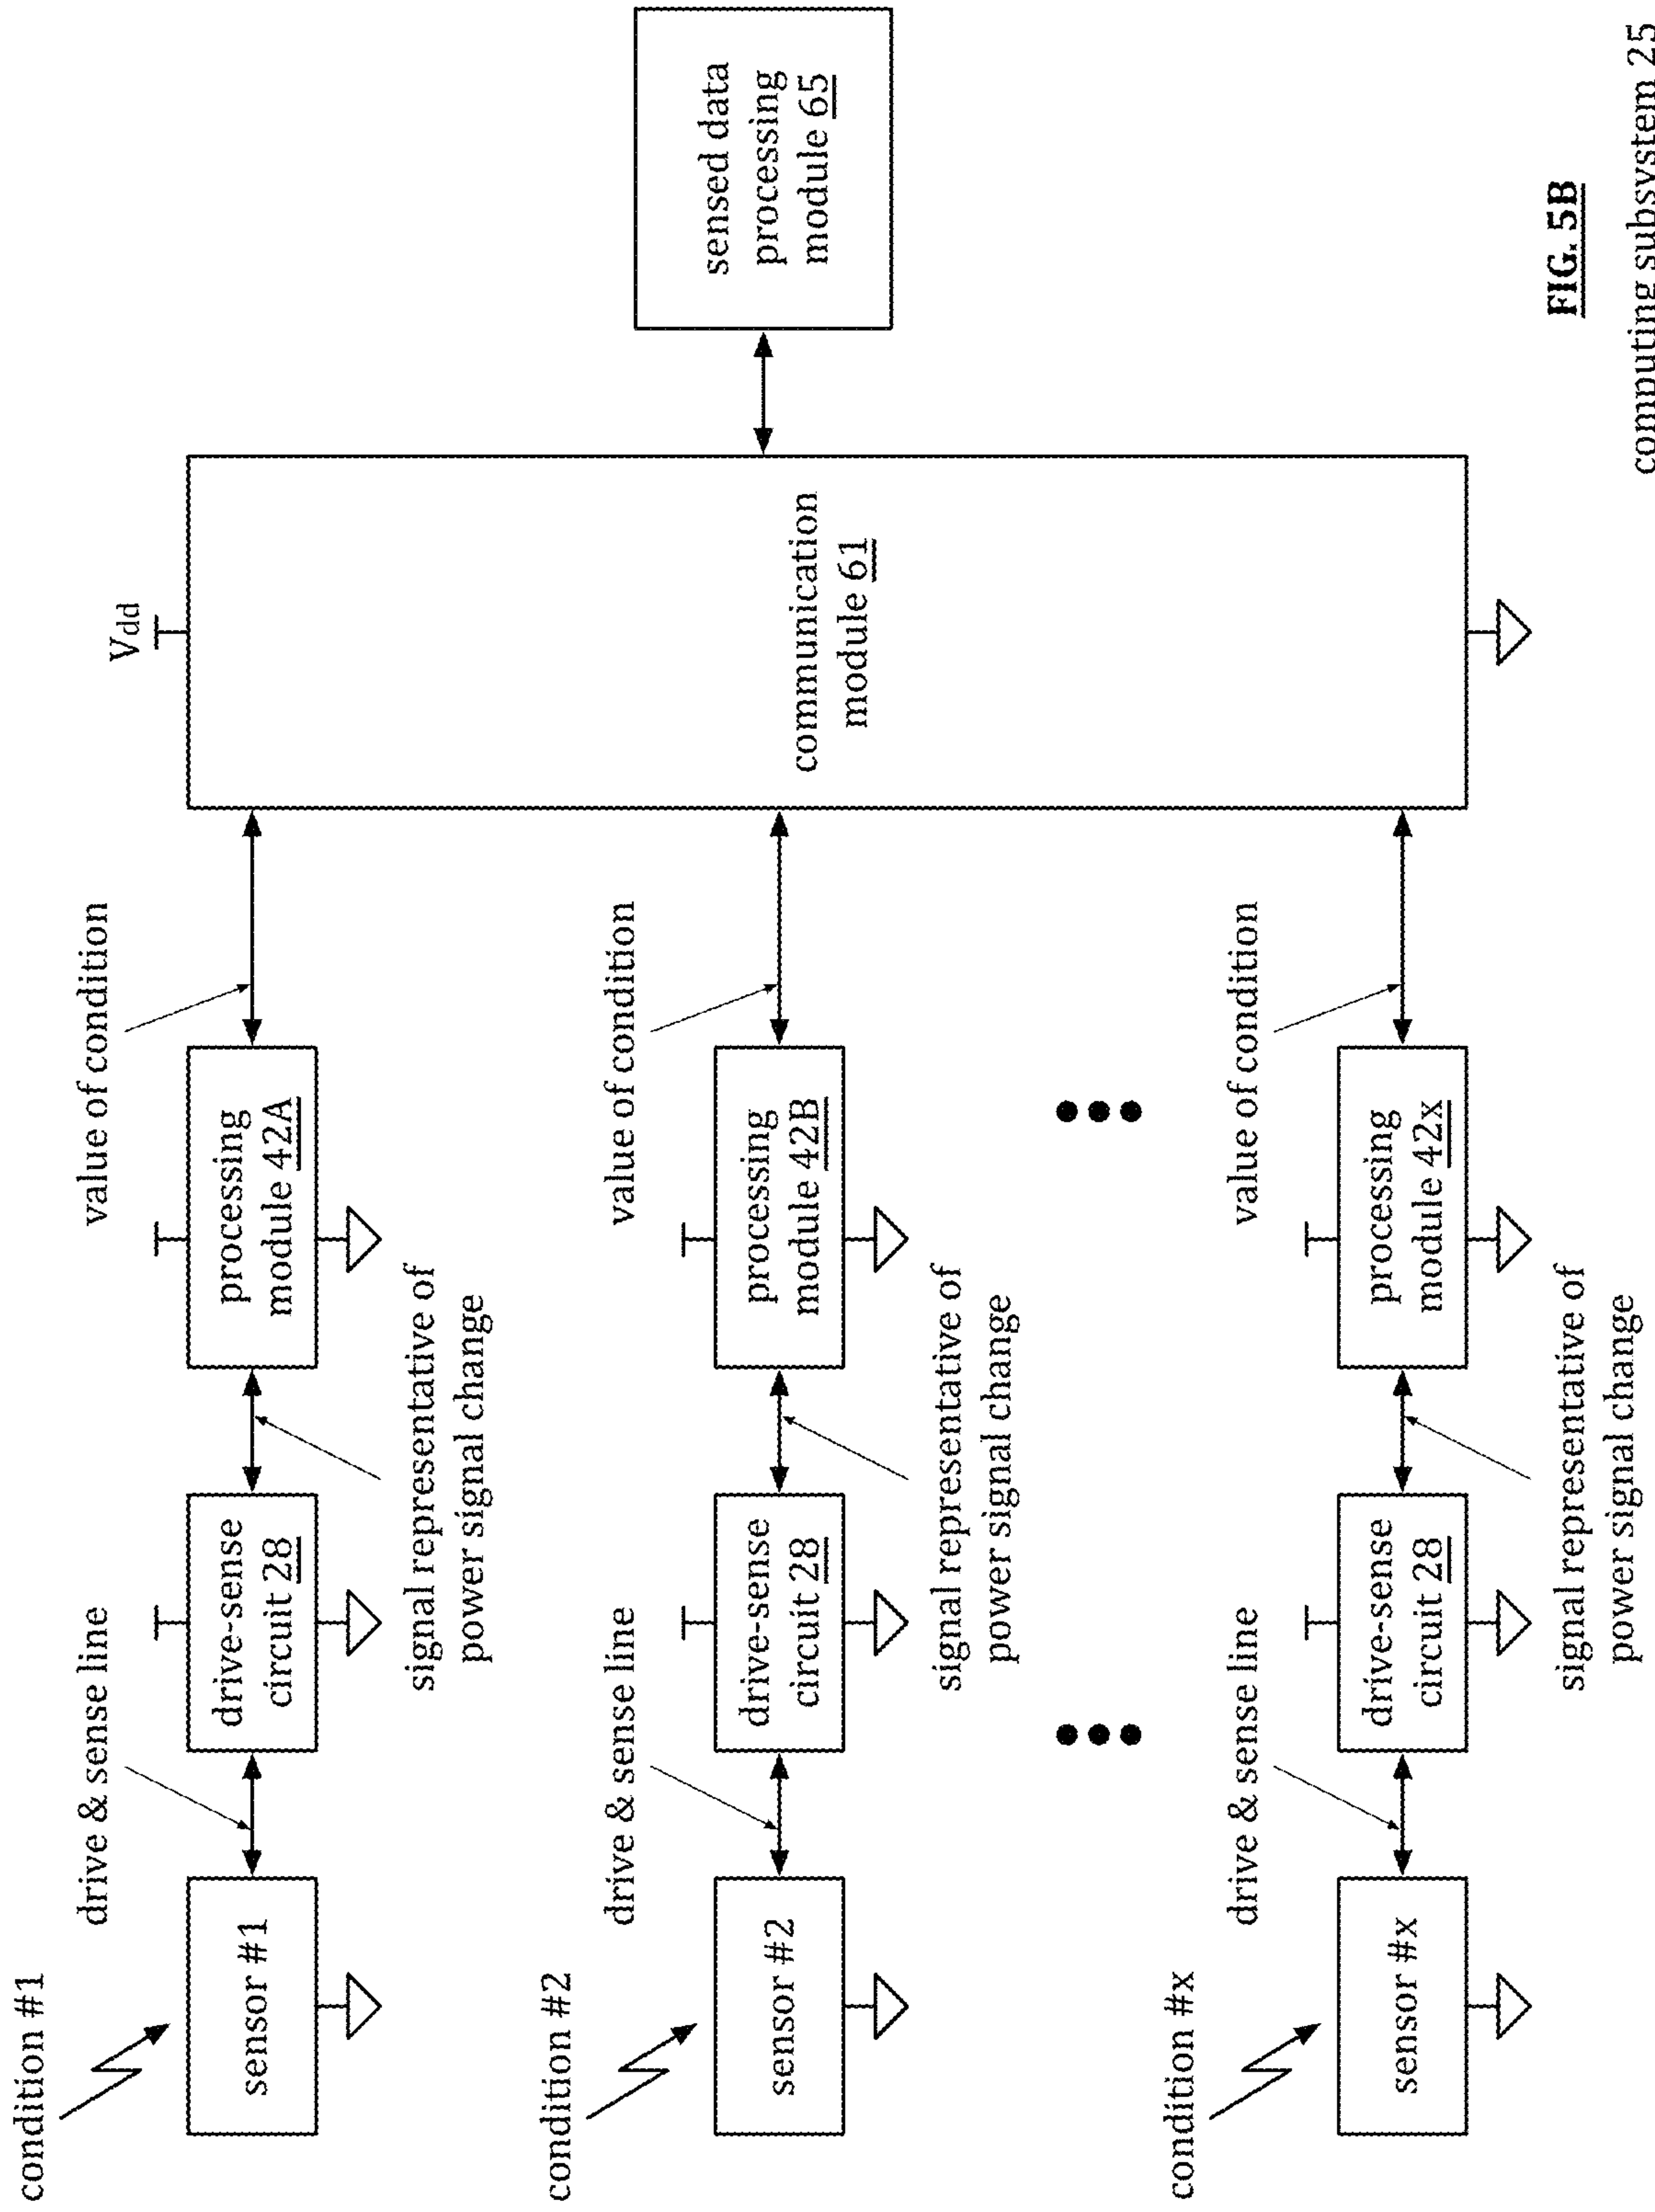 condition #1
drive & sense line
value of condition
Vdd
sensor #1
drive-sense
circuit 28
processing
module 42A
signal representative of
power signal change
condition #2
drive & sense line
value of condition
sensor #2
drive-sense
circuit 28
processing
module 42B
signal representative of
power signal change
communication
module 61
sensed data
processing
module 65
condition #x
drive & sense line
value of condition
sensor #x
drive-sense
circuit 28
processing
module 42x
signal representative of
power signal change
FIG. 5B
computing subsystem 25